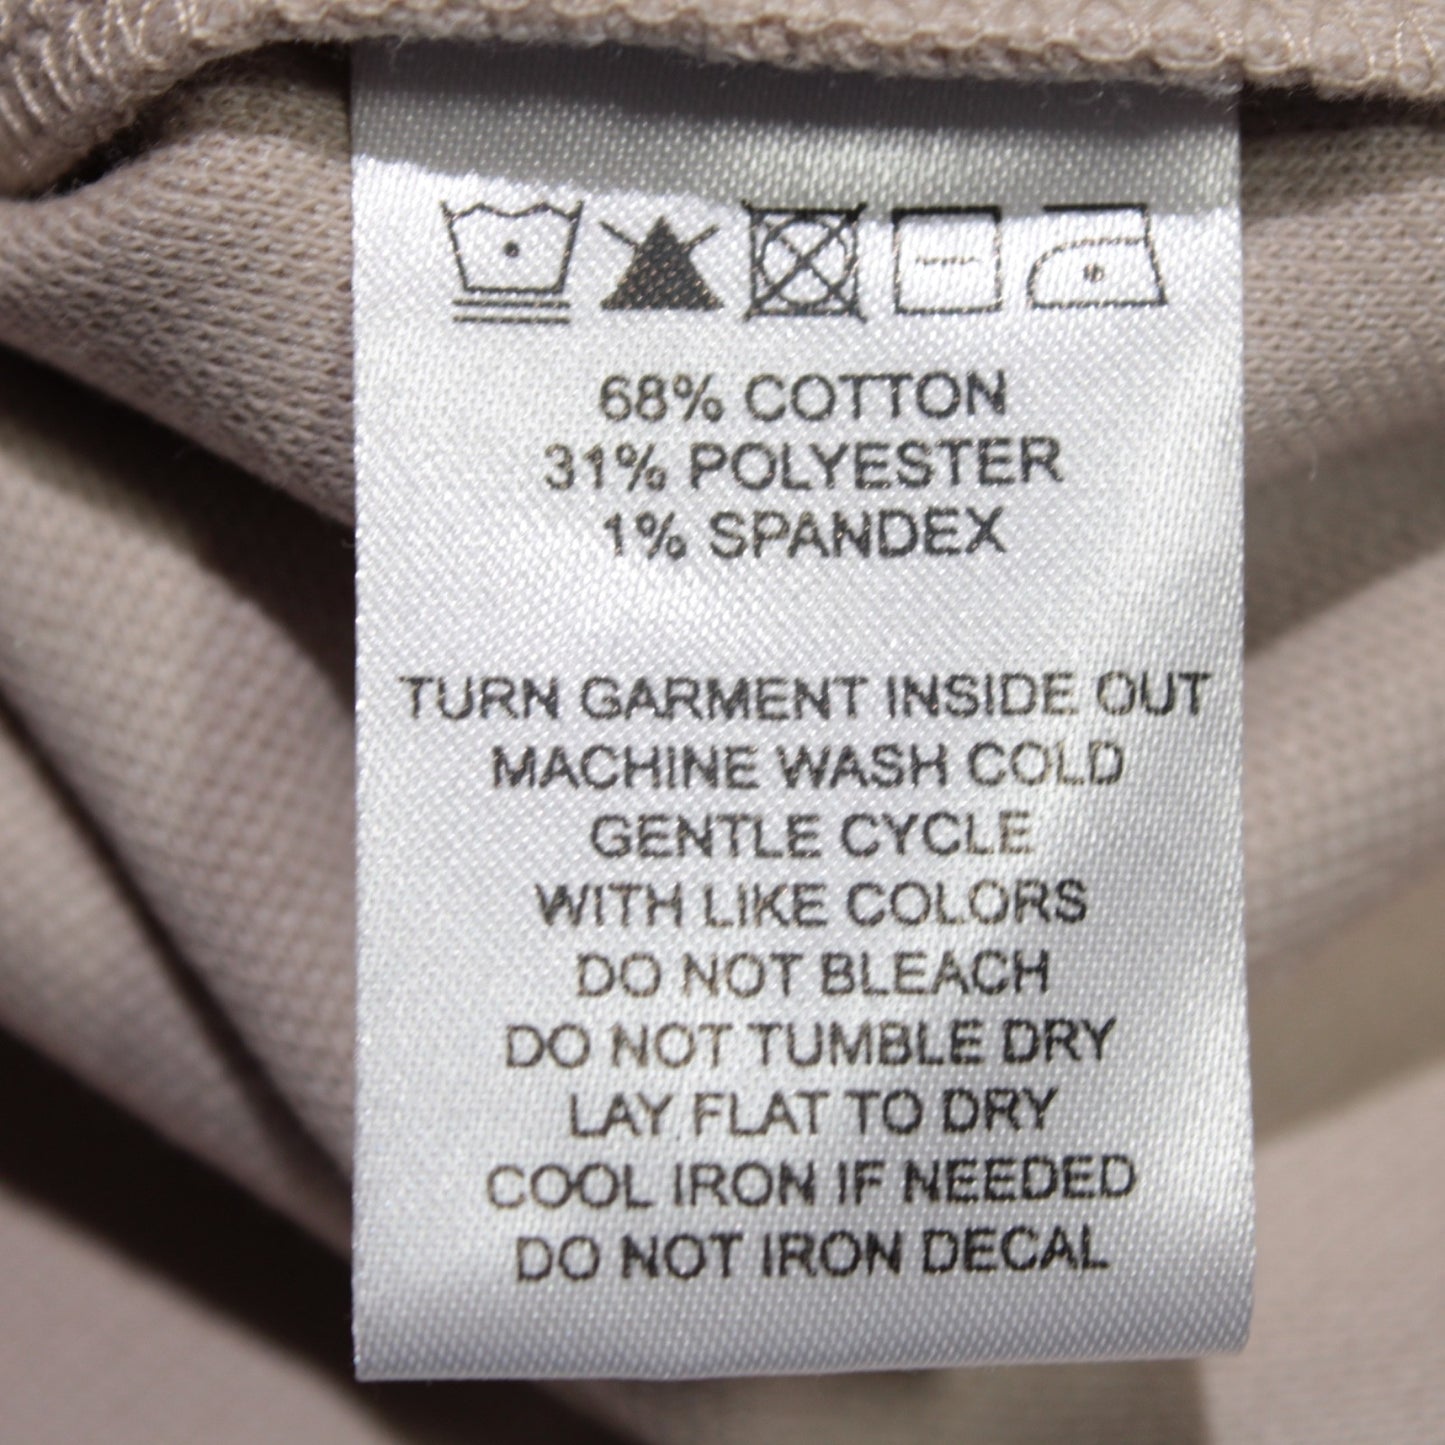 68% COTTON
31% POLYESTER
1% SPANDEX
TURN GARMENT INSIDE OUT
MACHINE WASH COLD
GENTLE CYCLE
WITH LIKE COLORS
DO NOT BLEACH
DO NOT TUMBLE DRY
LAY FLAT TO DRY
COOL IRON IF NEEDED
DO NOT IRON DECAL